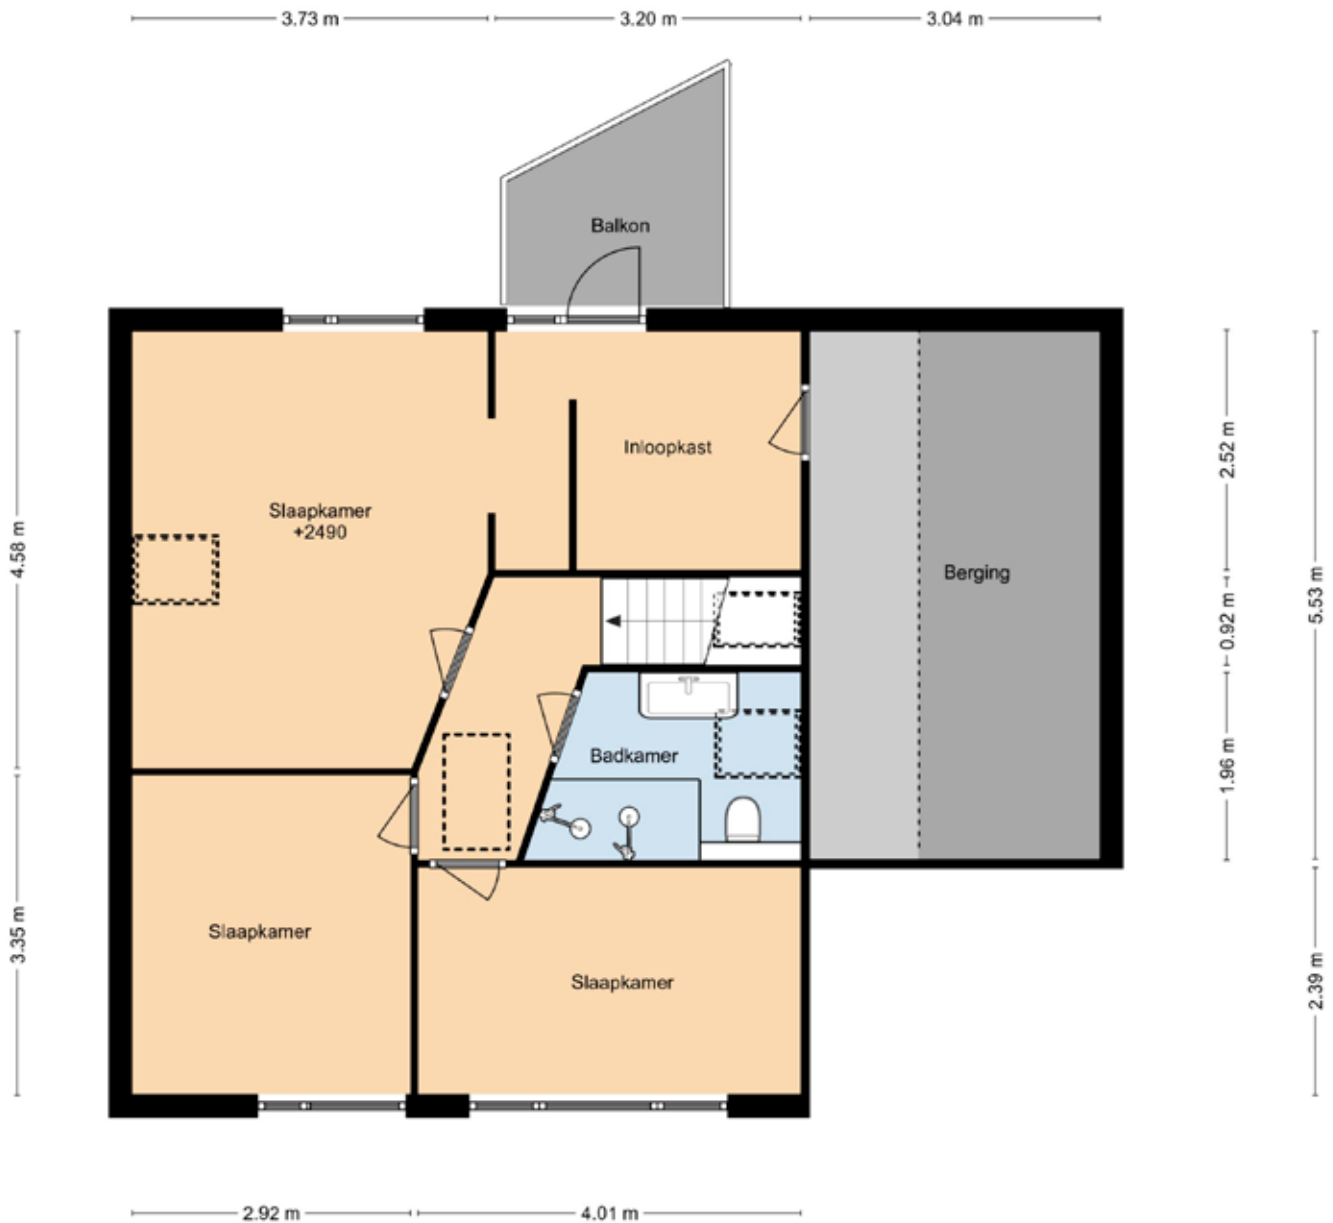 3.73 m
3.20 m
3.04 m
Balkon
Inloopkast
Slaapkamer
+2490
Berging
Badkamer
Slaapkamer
Slaapkamer
4.58 m
3.35 m
2.52 m
0.92 m
1.96 m
5.53 m
2.39 m
2.92 m
4.01 m